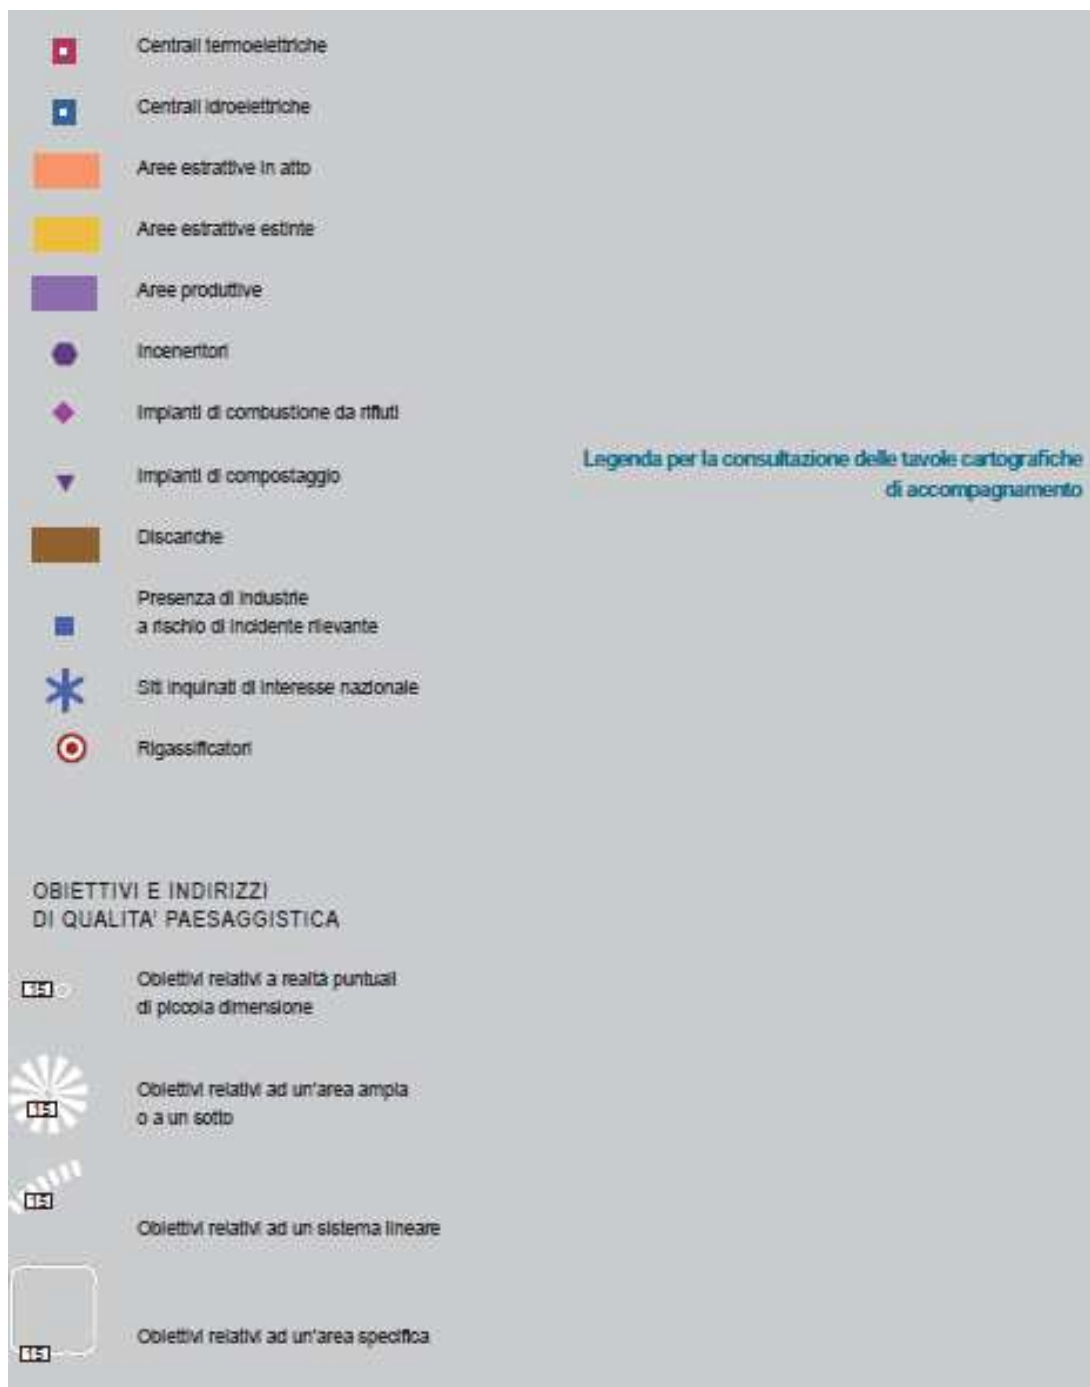 Centrali termoelettriche
Centrali idroelettriche
Aree estrattive in atto
Aree estrattive estinte
Aree produttive
Inceneritori
Impianti di combustione da rifiuti
Impianti di compostaggio
Legenda per la consultazione delle tavole cartografiche
di accompagnamento
Discariche
Presenza di industrie
a rischio di incidente rilevante
Siti inquinati di interesse nazionale
Rigassificatori
OBIETTIVI E INDIRIZZI
DI QUALITA' PAESAGGISTICA
Obiettivi relativi a realtà puntuali
di piccola dimensione
15
Obiettivi relativi ad un'area ampia
o a un sotto
15
15
Obiettivi relativi ad un sistema lineare
Obiettivi relativi ad un'area specifica
15